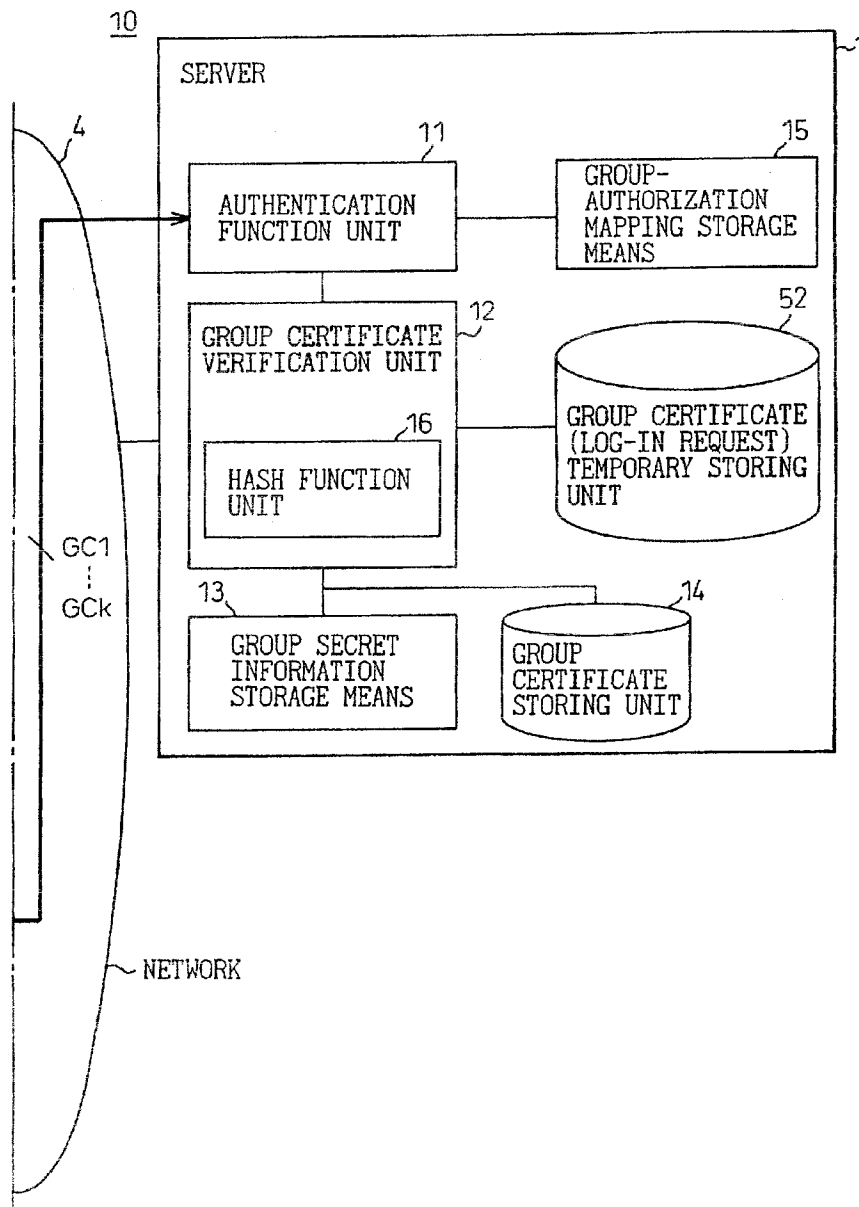 10
SERVER
4
11
15
AUTHENTICATION
FUNCTION UNIT
GROUP-
AUTHORIZATION
MAPPING STORAGE
MEANS
12
52
GROUP CERTIFICATE
VERIFICATION UNIT
16
HASH FUNCTION
UNIT
GROUP CERTIFICATE
(LOG-IN REQUEST)
TEMPORARY STORING
UNIT
GC1
GCk
13
14
GROUP SECRET
INFORMATION
STORAGE MEANS
GROUP
CERTIFICATE
STORING UNIT
NETWORK